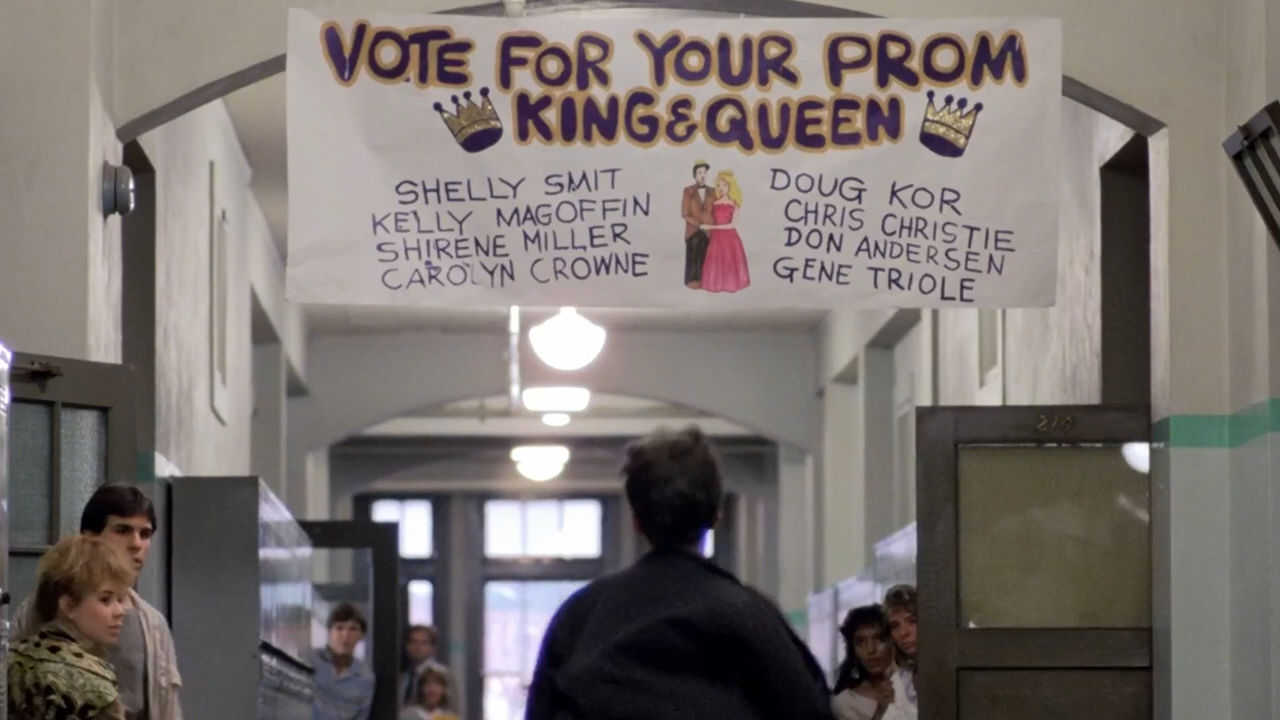 VOTE FOR YOUR PROM
KING & QUEEN
SHELLY SMIT
KELLY MAGOFFIN
SHIRENE MILLER
CAROLYN CROWNE
DOUG KOR
CHRIS CHRISTIE
DON ANDERSEN
GENE TRIOLE